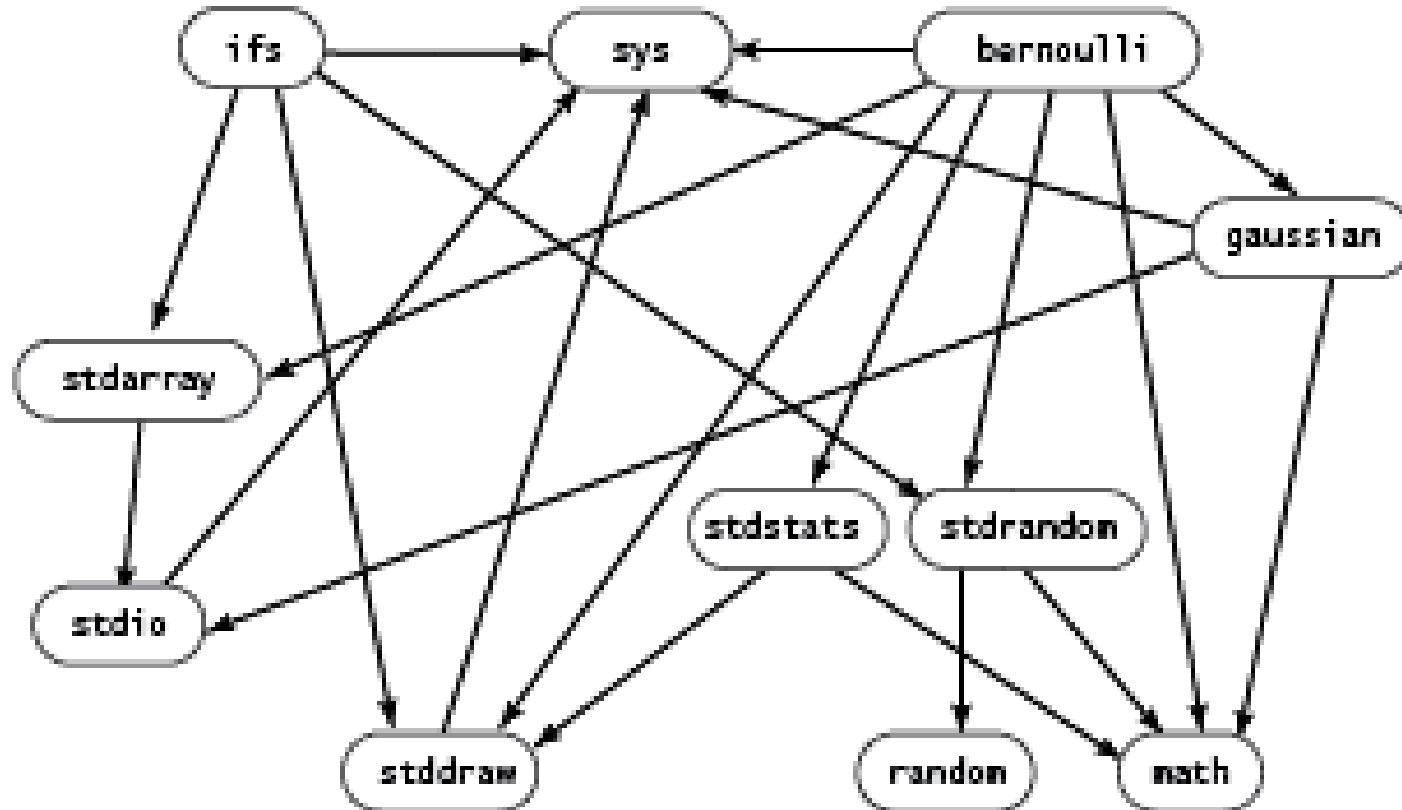 ifs
sys
bernoulli
gaussian
stdarray
stdstats
stdrandom
stdio
stddraw
random
math